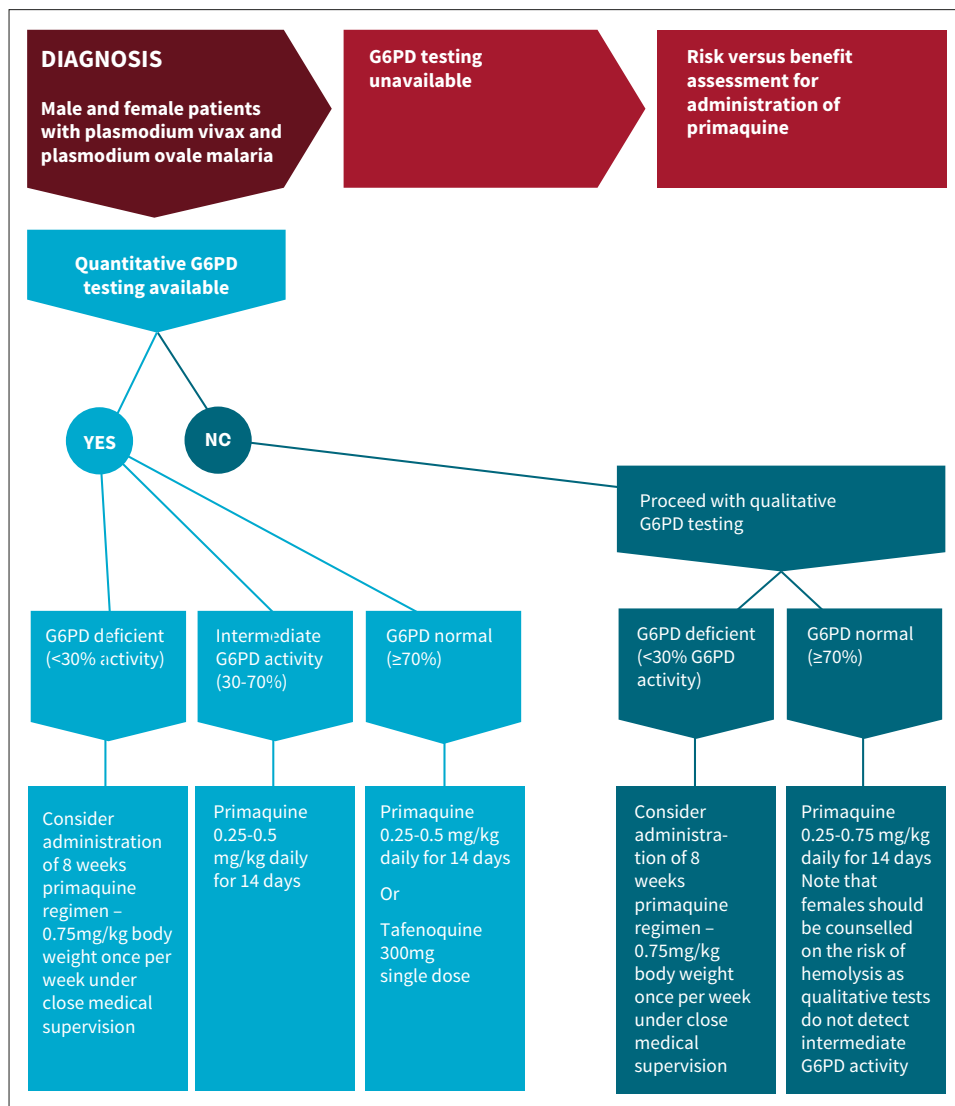 DIAGNOSIS
Male and female patients
with plasmodium vivax and
plasmodium ovale malaria
G6PD testing
unavailable
Risk versus benefit
assessment for
administration of
primaquine
Quantitative G6PD
testing available
YES
NO
Proceed with qualitative
G6PD testing
G6PD deficient
(<30% activity)
Intermediate
G6PD activity
(30-70%)
G6PD normal
(≥70%)
G6PD deficient
(<30% G6PD
activity)
G6PD normal
(≥70%)
Consider
administration
of 8 weeks
primaquine
regimen –
0.75mg/kg body
weight once per
week under
close medical
supervision
Primaquine
0.25-0.5
mg/kg daily
for 14 days
Primaquine
0.25-0.5 mg/kg
daily for 14 days
Or
Tafenoquine
300mg
single dose
Consider
administra-
tion of 8
weeks
primaquine
regimen –
0.75mg/kg
body weight
once per week
under close
medical
supervision
Primaquine
0.25-0.75 mg/kg
daily for 14 days
Note that
females should
be counselled
on the risk of
hemolysis as
qualitative tests
do not detect
intermediate
G6PD activity